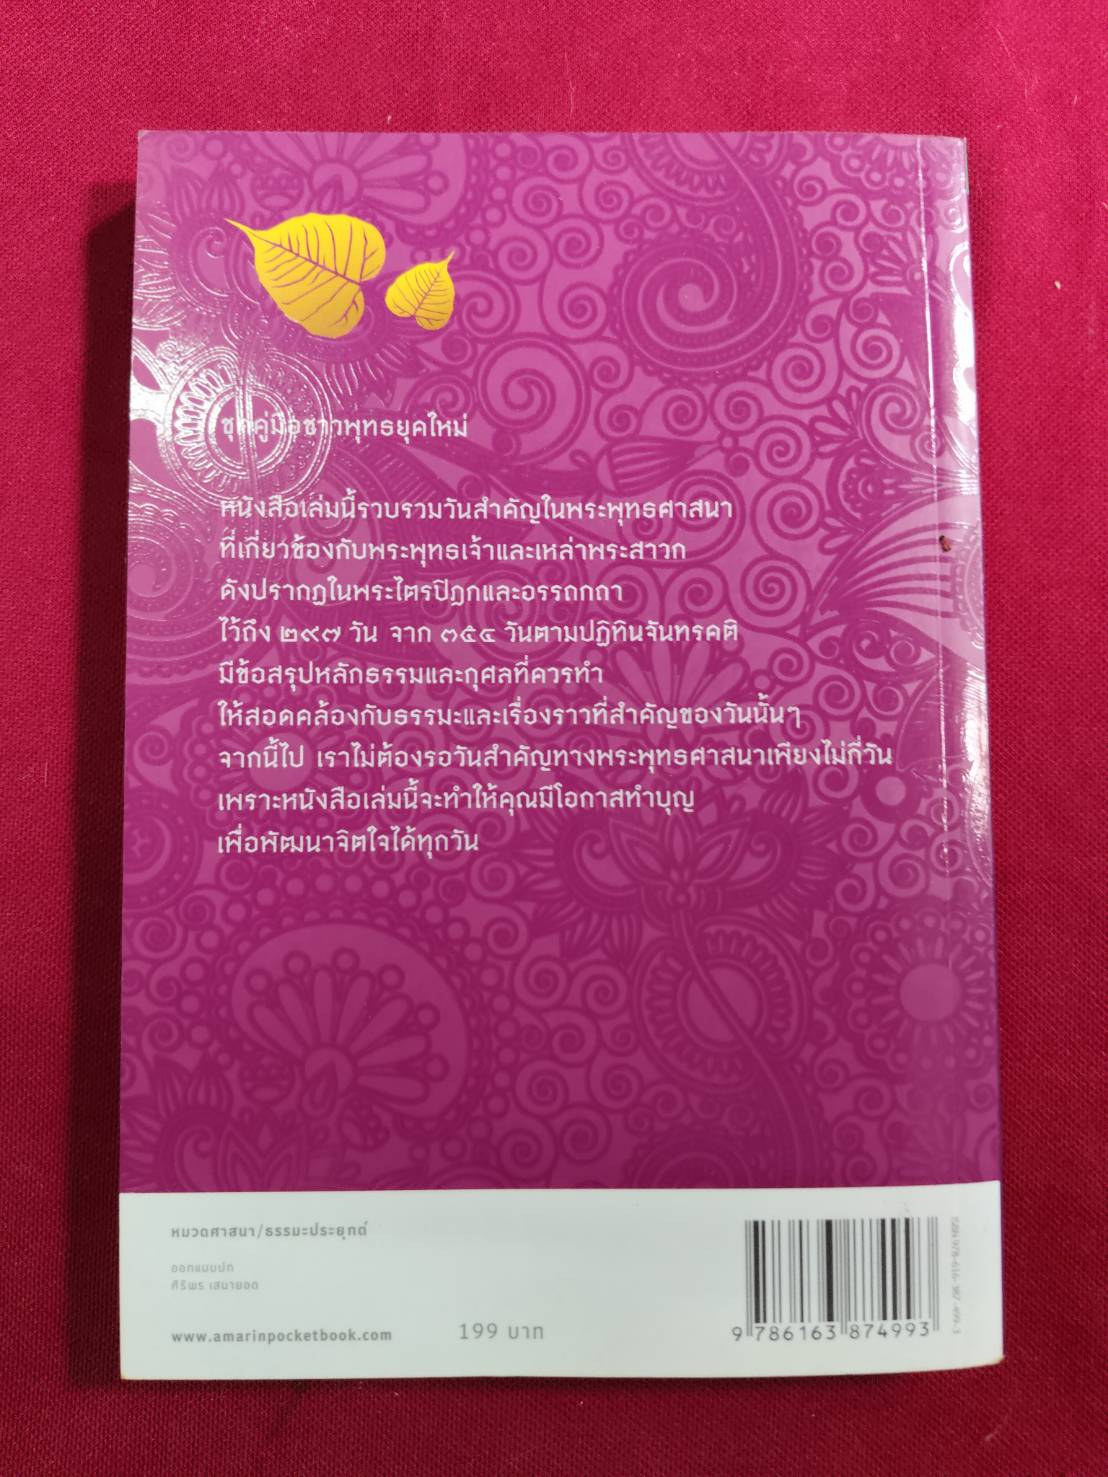 ชุดคู่มือชาวพุทธยุคใหม่
หนังสือเล่มนี้รวบรวมวันสำคัญในพระพุทธศาสนา
ที่เกี่ยวข้องกับพระพุทธเจ้าและเหล่าพระสาวก
ดังปรากฏในพระไตรปิฎกและอรรถกถา
ไว้ถึง ๒๙๗ วัน จาก ๓๕๔ วันตามปฏิทินจันทรคติ
มีข้อสรุปหลักธรรมและกุศลที่ควรทำ
ให้สอดคล้องกับธรรมะและเรื่องราวที่สำคัญของวันนั้นๆ
จากนี้ไป เราไม่ต้องรอวันสำคัญทางพระพุทธศาสนาเพียงไม่กี่วัน
เพราะหนังสือเล่มนี้จะทำให้คุณมีโอกาสทำบุญ
เพื่อพัฒนาจิตใจได้ทุกวัน
หมวดศาสนา/ธรรมะประยุกต์
ออกแบบปก
ศิริพร เสนายอด
www.amarinpocketbook.com
199 บาท
9 786163 874993
ISBN 978-616-387-499-3